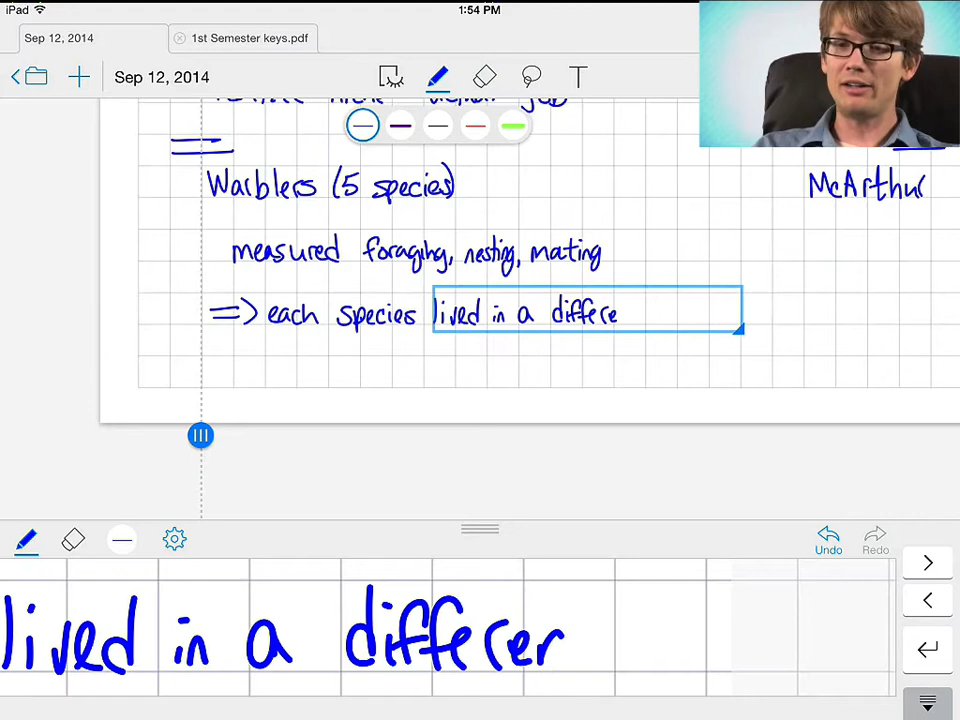 iPad 1:54 PM
Sep 12, 2014 1st Semester keys.pdf
Sep 12, 2014 T
job
Warblers (5 species) McArthur
measured foraging, nesting, mating
=> each species lived in a differe
Undo Redo
lived in a differer